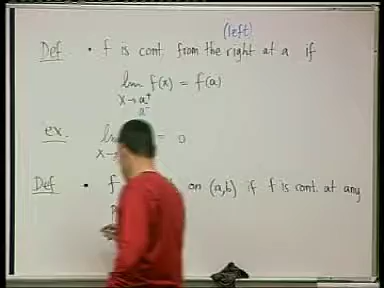 (left)
Def • f is cont. from the right at a if
lim f(x) = f(a)
x→a⁺
a⁻
ex. lim = 0
x→
Def • f on (a,b) if f is cont. at any